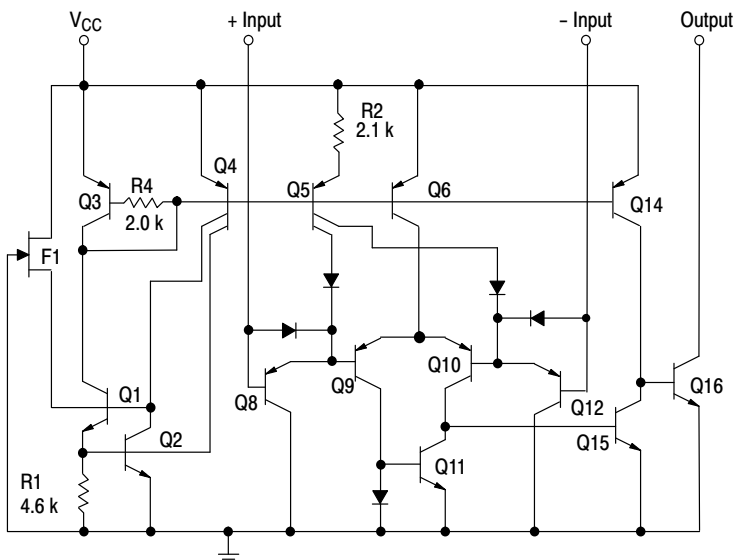 VCC
+ Input
– Input
Output
R2
2.1 k
Q4
Q3
R4
2.0 k
Q5
Q6
Q14
F1
Q1
Q2
Q8
Q9
Q10
Q12
Q16
Q15
Q11
R1
4.6 k